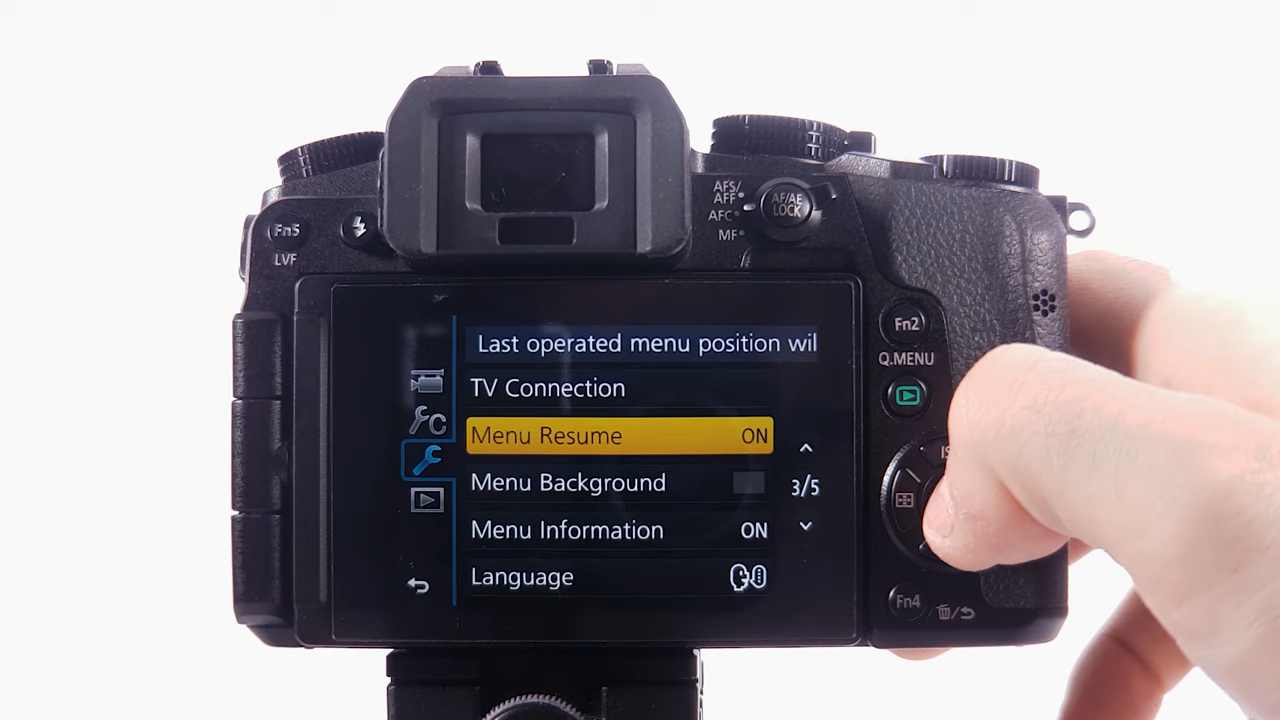 AFS/
AFF
AF/AE
LOCK
AFC
MF
Fn5
LVF
Fn2
Q.MENU
Last operated menu position wil
TV Connection
Menu Resume ON
Menu Background
3/5
Menu Information ON
Language
C
Fn4